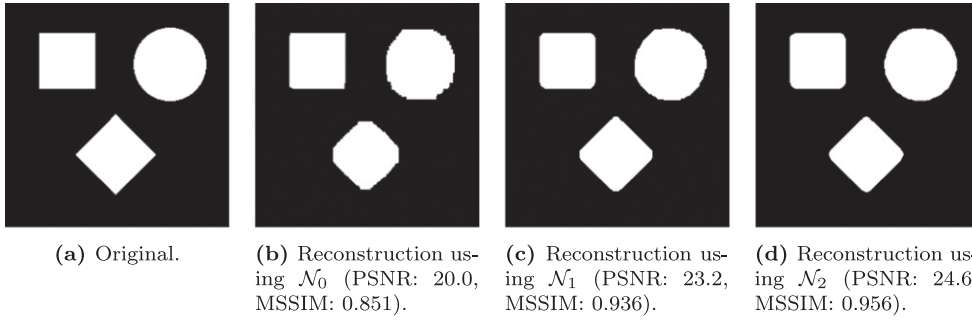 (a) Original.
(b) Reconstruction us-
ing N₀ (PSNR: 20.0,
MSSIM: 0.851).
(c) Reconstruction us-
ing N₁ (PSNR: 23.2,
MSSIM: 0.936).
(d) Reconstruction us-
ing N₂ (PSNR: 24.6,
MSSIM: 0.956).